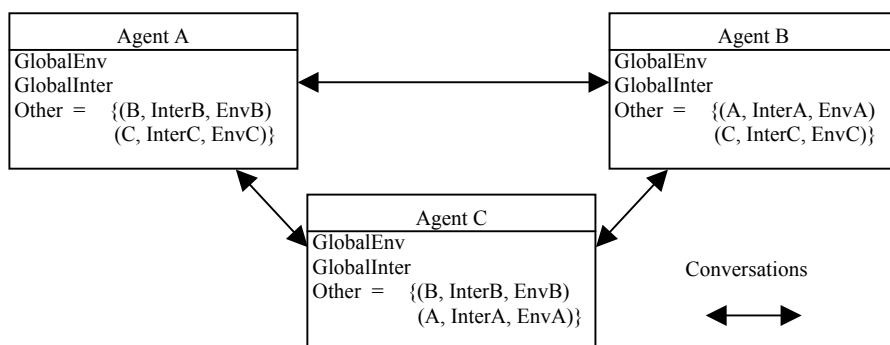 Agent A
GlobalEnv
GlobalInter
Other = {(B, InterB, EnvB)
(C, InterC, EnvC)}
Agent B
GlobalEnv
GlobalInter
Other = {(A, InterA, EnvA)
(C, InterC, EnvC)}
Agent C
GlobalEnv
GlobalInter
Other = {(B, InterB, EnvB)
(A, InterA, EnvA)}
Conversations